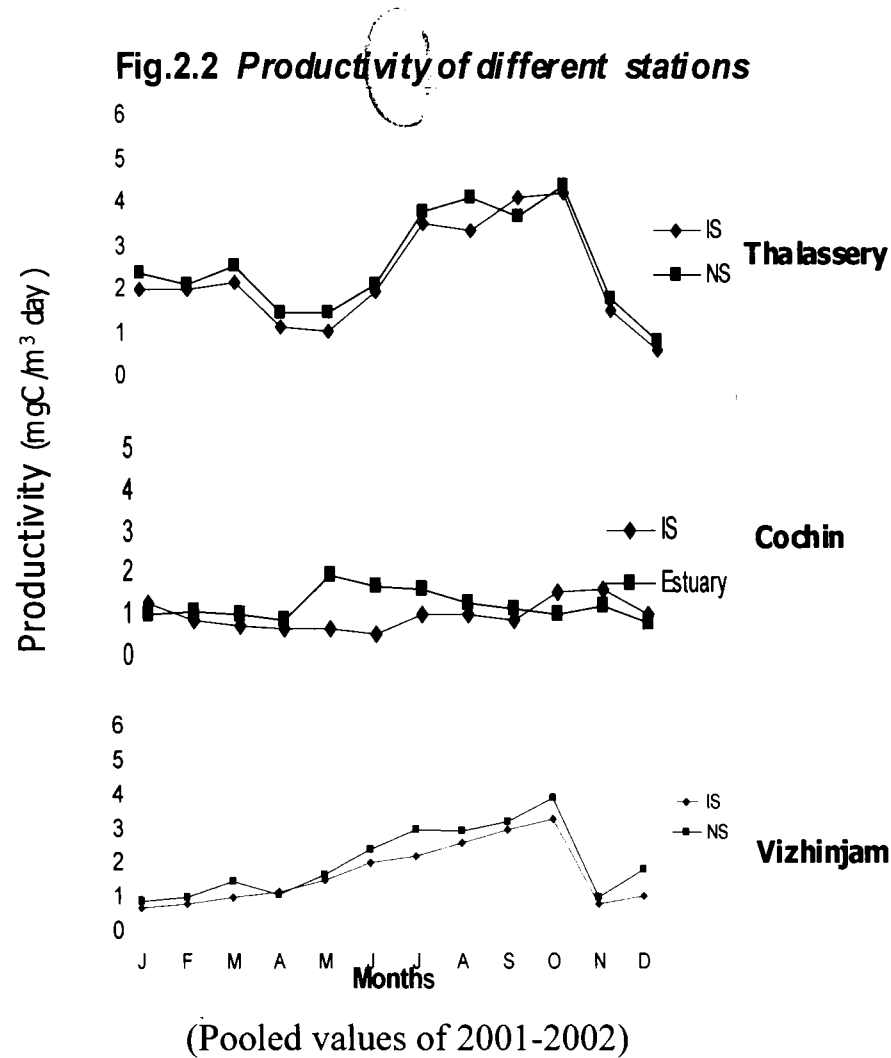 Fig.2.2 Productivity of different stations
Productivity (mgC/m³ day)
6
5
4
3
2
1
0
IS
NS
Thalassery
5
4
3
2
1
0
IS
Estuary
Cochin
6
5
4
3
2
1
0
IS
NS
Vizhinjam
J F M A M J J A S O N D
Months
(Pooled values of 2001-2002)